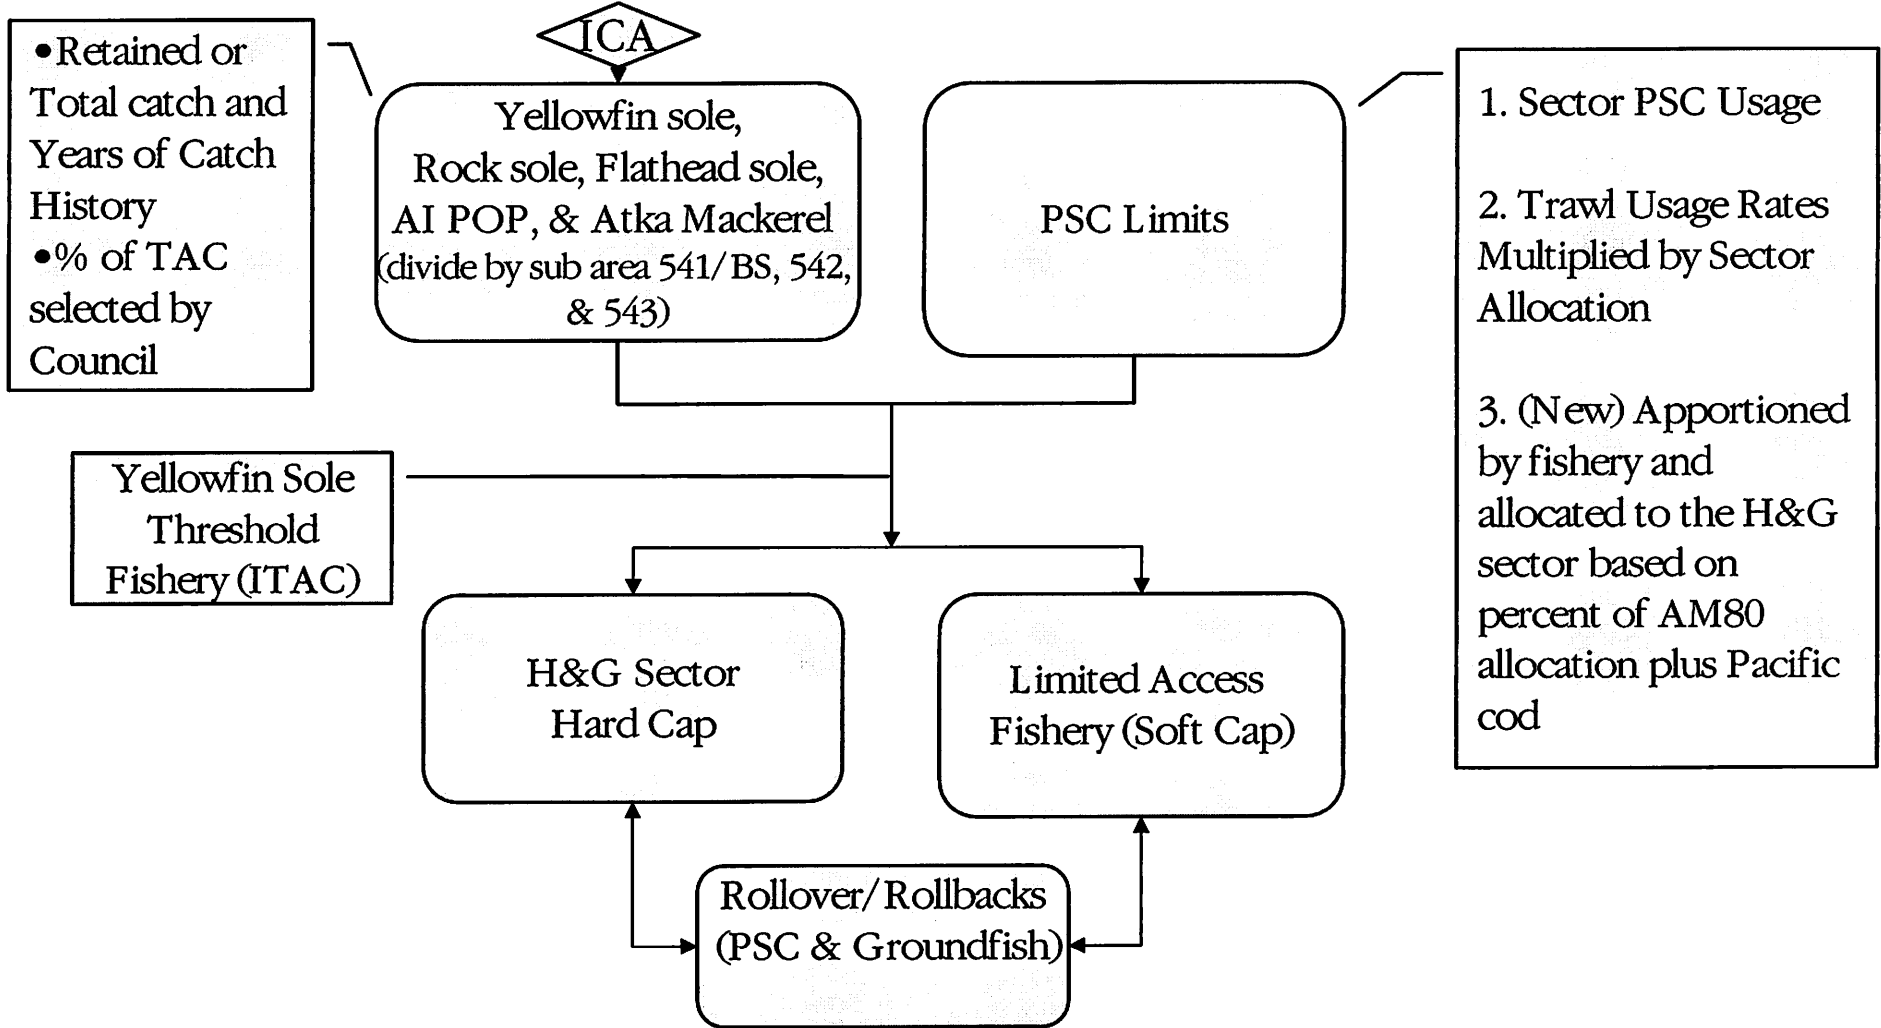 •Retained or
Total catch and
Years of Catch
History
•% of TAC
selected by
Council
ICA
Yellowfin sole,
Rock sole, Flathead sole,
AI POP, & Atka Mackerel
(divide by sub area 541/BS, 542,
& 543)
PSC Limits
1. Sector PSC Usage
2. Trawl Usage Rates
Multiplied by Sector
Allocation
3. (New) Apportioned
by fishery and
allocated to the H&G
sector based on
percent of AM80
allocation plus Pacific
cod
Yellowfin Sole
Threshold
Fishery (ITAC)
H&G Sector
Hard Cap
Limited Access
Fishery (Soft Cap)
Rollover/Rollbacks
(PSC & Groundfish)